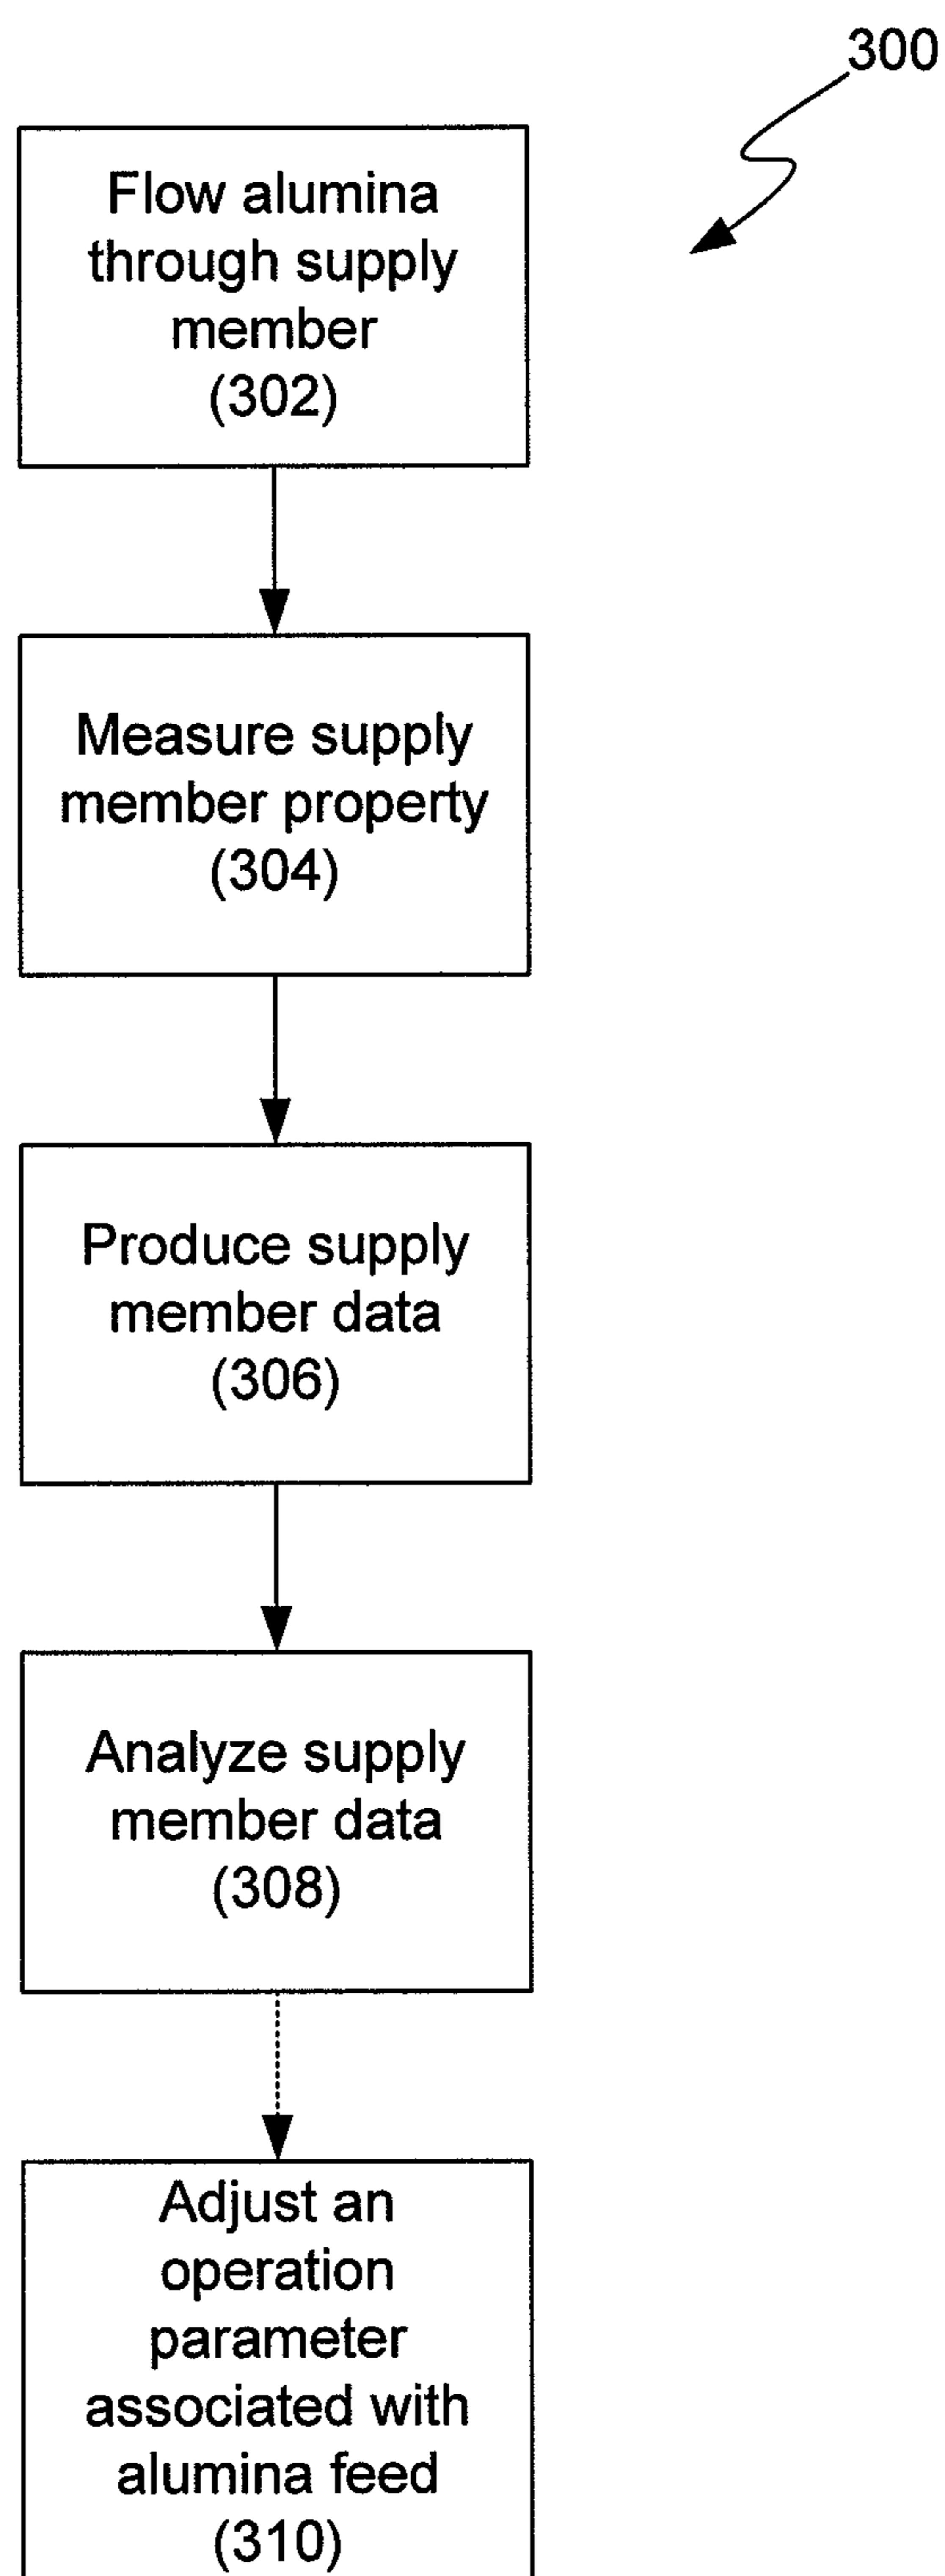 300
Flow alumina
through supply
member
(302)
Measure supply
member property
(304)
Produce supply
member data
(306)
Analyze supply
member data
(308)
Adjust an
operation
parameter
associated with
alumina feed
(310)